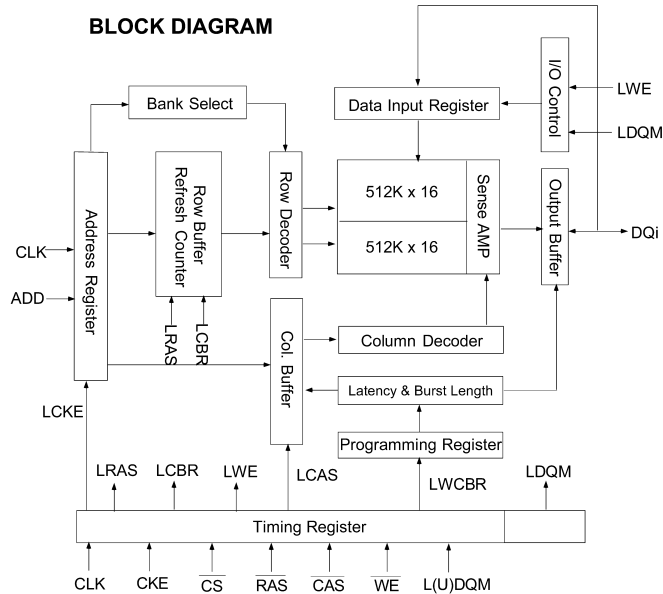 BLOCK DIAGRAM
Bank Select
Data Input Register
I/O Control
LWE
LDQM
Address Register
Row Buffer
Refresh Counter
Row Decoder
512K x 16
512K x 16
Sense AMP
Output Buffer
DQi
CLK
ADD
LRAS
LCBR
Col. Buffer
Column Decoder
Latency & Burst Length
Programming Register
LCKE
LRAS
LCBR
LWE
LCAS
LWCBR
LDQM
Timing Register
CLK
CKE
CS
RAS
CAS
WE
L(U)DQM